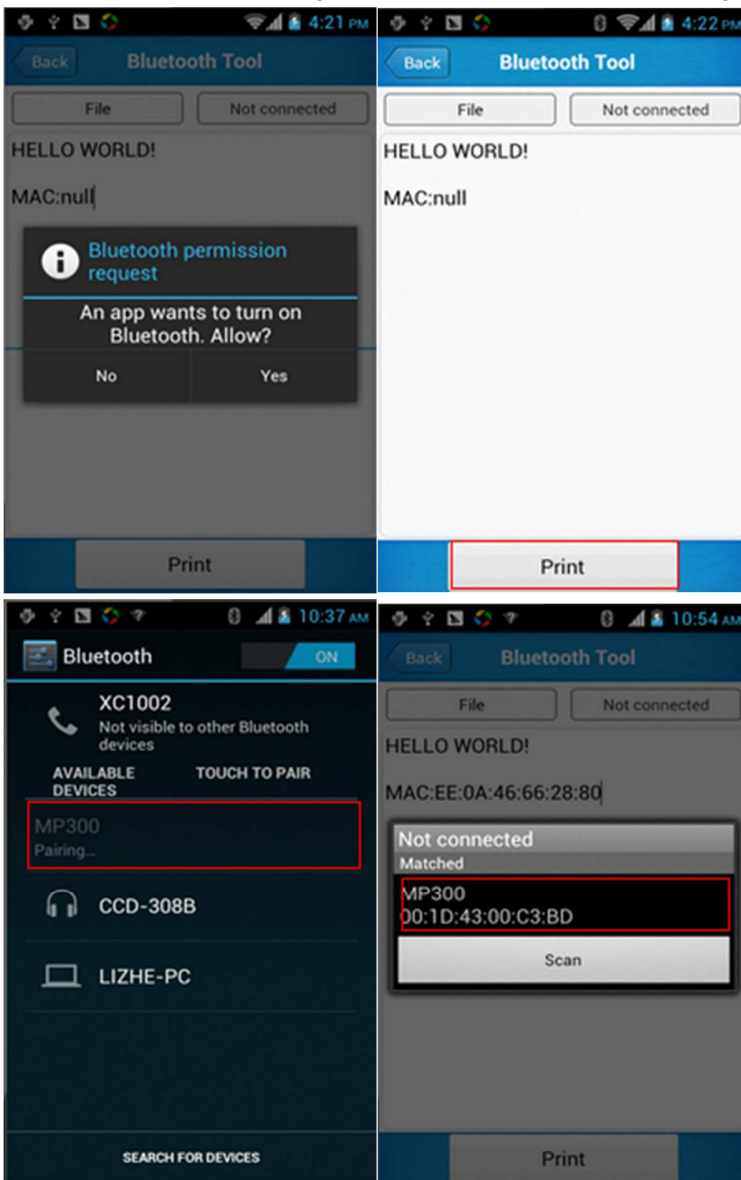 4:21 PM
Back
Bluetooth Tool
File
Not connected
HELLO WORLD!
MAC:null
Bluetooth permission
request
An app wants to turn on
Bluetooth. Allow?
No
Yes
Print
4:22 PM
Back
Bluetooth Tool
File
Not connected
HELLO WORLD!
MAC:null
Print
10:37 AM
Bluetooth
ON
XC1002
Not visible to other Bluetooth
devices
AVAILABLE
DEVICES
TOUCH TO PAIR
MP300
Pairing...
CCD-308B
LIZHE-PC
SEARCH FOR DEVICES
10:54 AM
Back
Bluetooth Tool
File
Not connected
HELLO WORLD!
MAC:EE:0A:46:66:28:80
Not connected
Matched
MP300
00:1D:43:00:C3:BD
Scan
Print